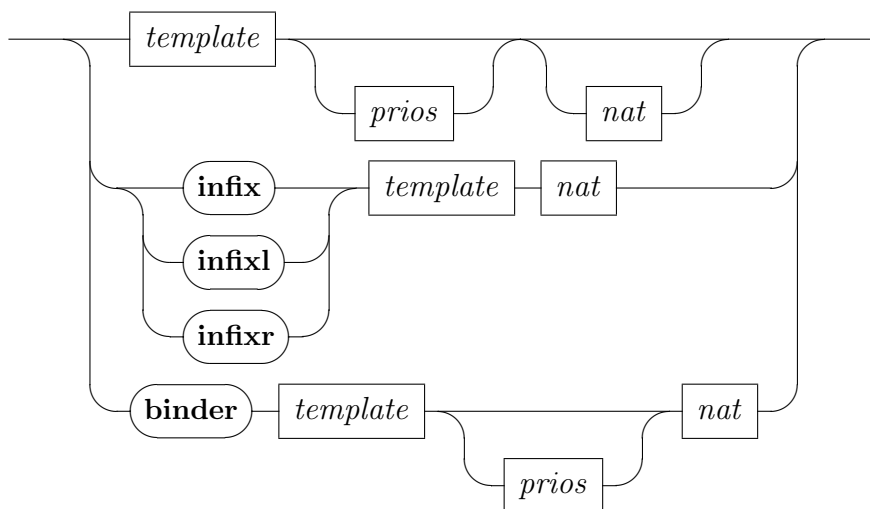 template
prios nat
infix template nat
infixl
infixr
binder template nat
prios